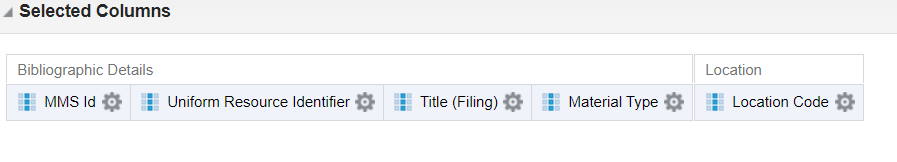 Selected Columns
Bibliographic Details Location
MMS Id Uniform Resource Identifier Title (Filing) Material Type Location Code